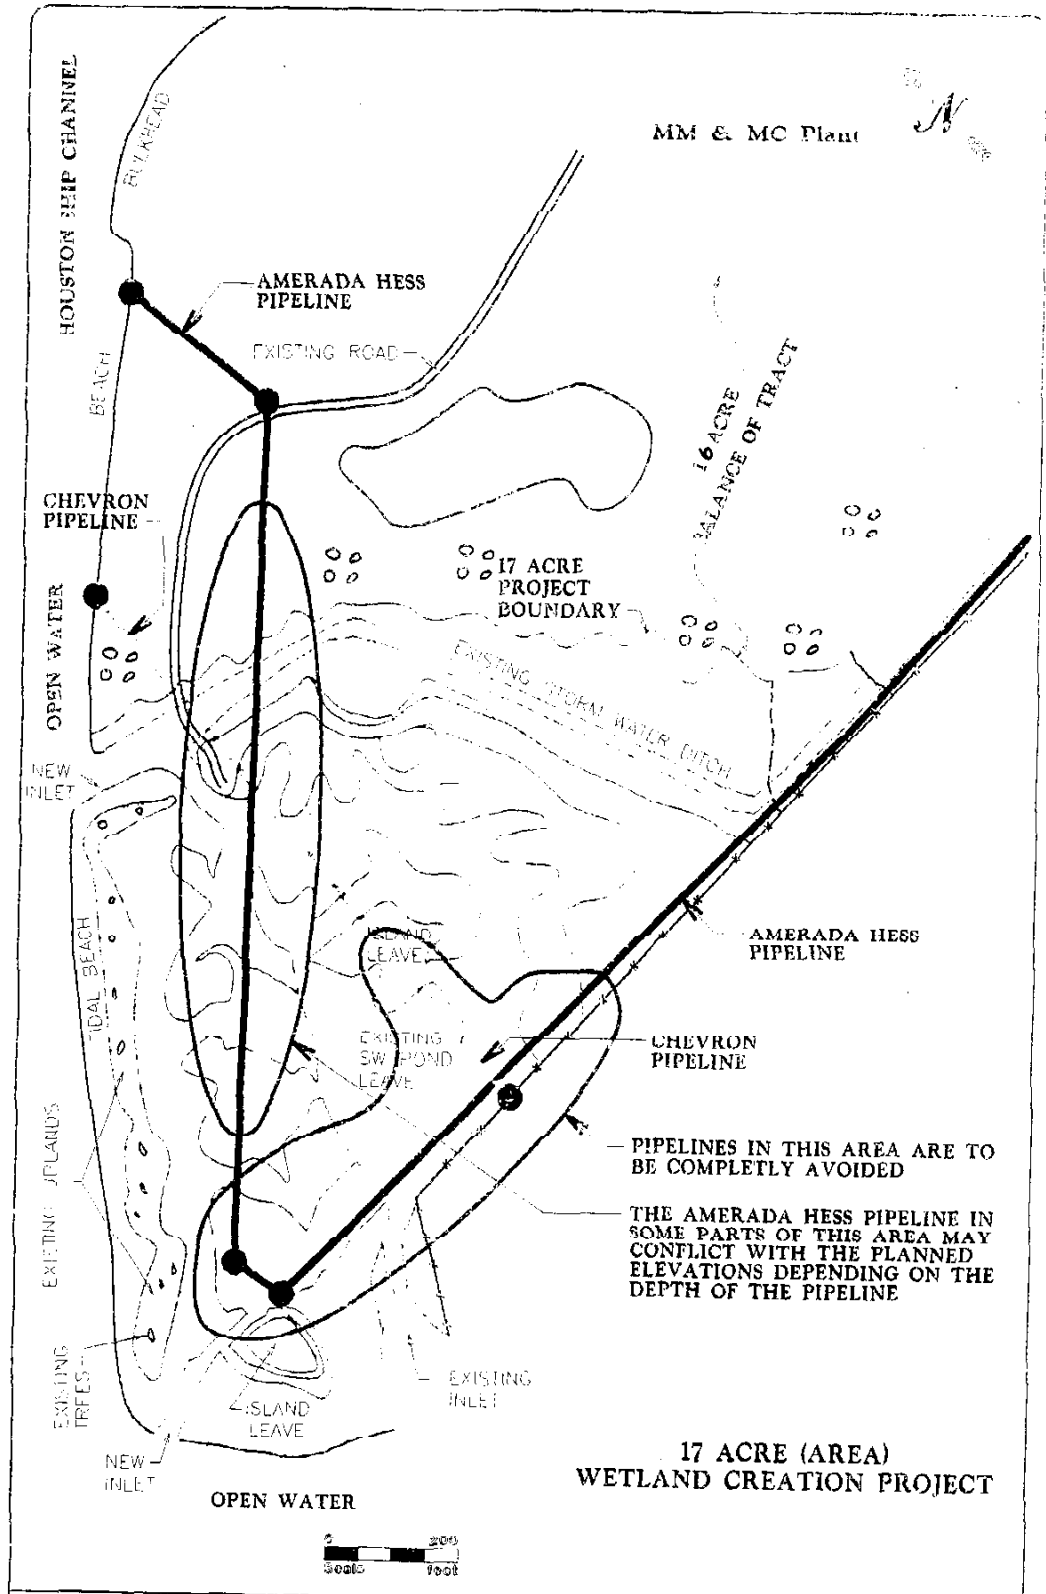 MM & MC Plant
N
HOUSTON SHIP CHANNEL
BULKHEAD
AMERADA HESS
PIPELINE
EXISTING ROAD
BEACH
16 ACRE
BALANCE OF TRACT
CHEVRON
PIPELINE
17 ACRE
PROJECT
BOUNDARY
OPEN WATER
EXISTING STORM WATER DITCH
NEW
INLET
TIDAL BEACH
ISLAND
LEAVE
AMERADA HESS
PIPELINE
EXISTING
SW POND
LEAVE
CHEVRON
PIPELINE
EXISTING UPLANDS
PIPELINES IN THIS AREA ARE TO
BE COMPLETLY AVOIDED
THE AMERADA HESS PIPELINE IN
SOME PARTS OF THIS AREA MAY
CONFLICT WITH THE PLANNED
ELEVATIONS DEPENDING ON THE
DEPTH OF THE PIPELINE
EXISTING
TREES
ISLAND
LEAVE
EXISTING
INLET
NEW
INLET
17 ACRE (AREA)
WETLAND CREATION PROJECT
OPEN WATER
0 200
Scale feet